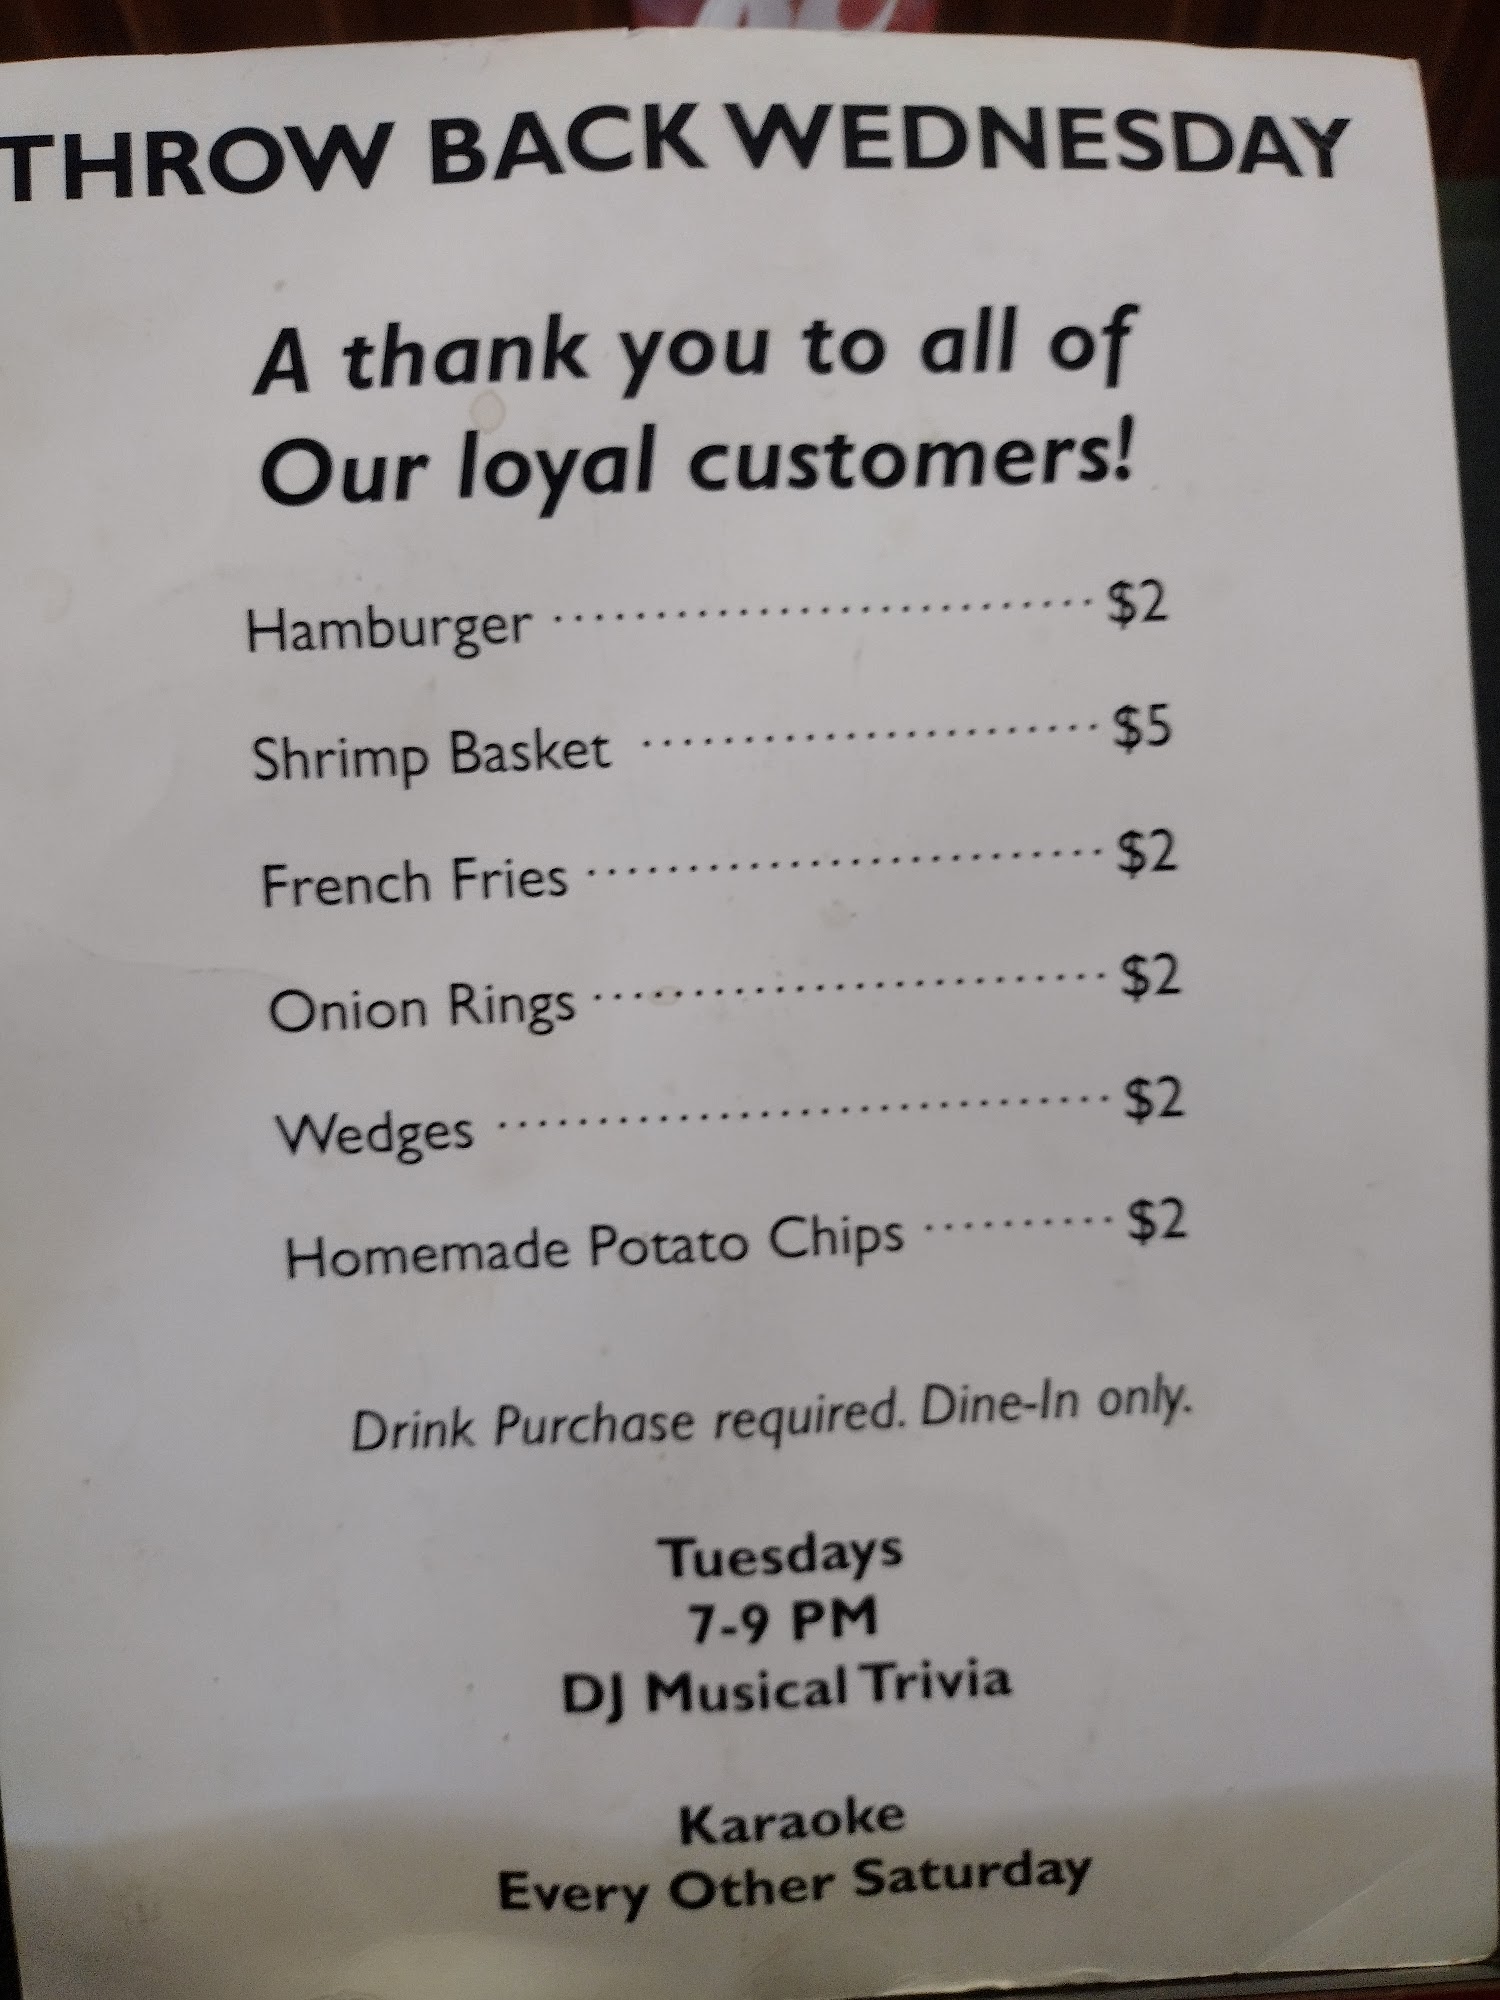 THROW BACK WEDNESDAY
A thank you to all of
Our loyal customers!
Hamburger ........................... $2
Shrimp Basket ....................... $5
French Fries .......................... $2
Onion Rings .......................... $2
Wedges ............................... $2
Homemade Potato Chips .......... $2
Drink Purchase required. Dine-In only.
Tuesdays
7-9 PM
DJ Musical Trivia
Karaoke
Every Other Saturday